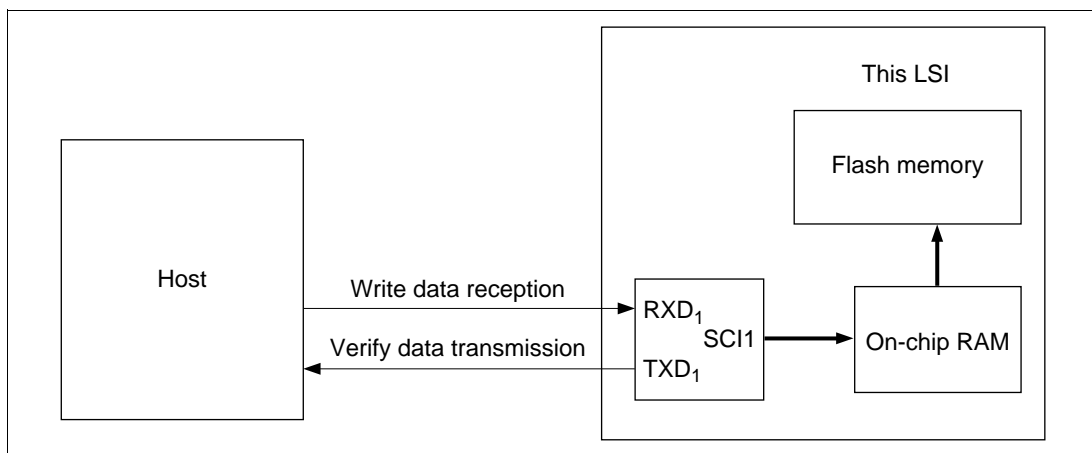 This LSI
Flash memory
Host
Write data reception
RXD₁
SCI1
On-chip RAM
Verify data transmission
TXD₁